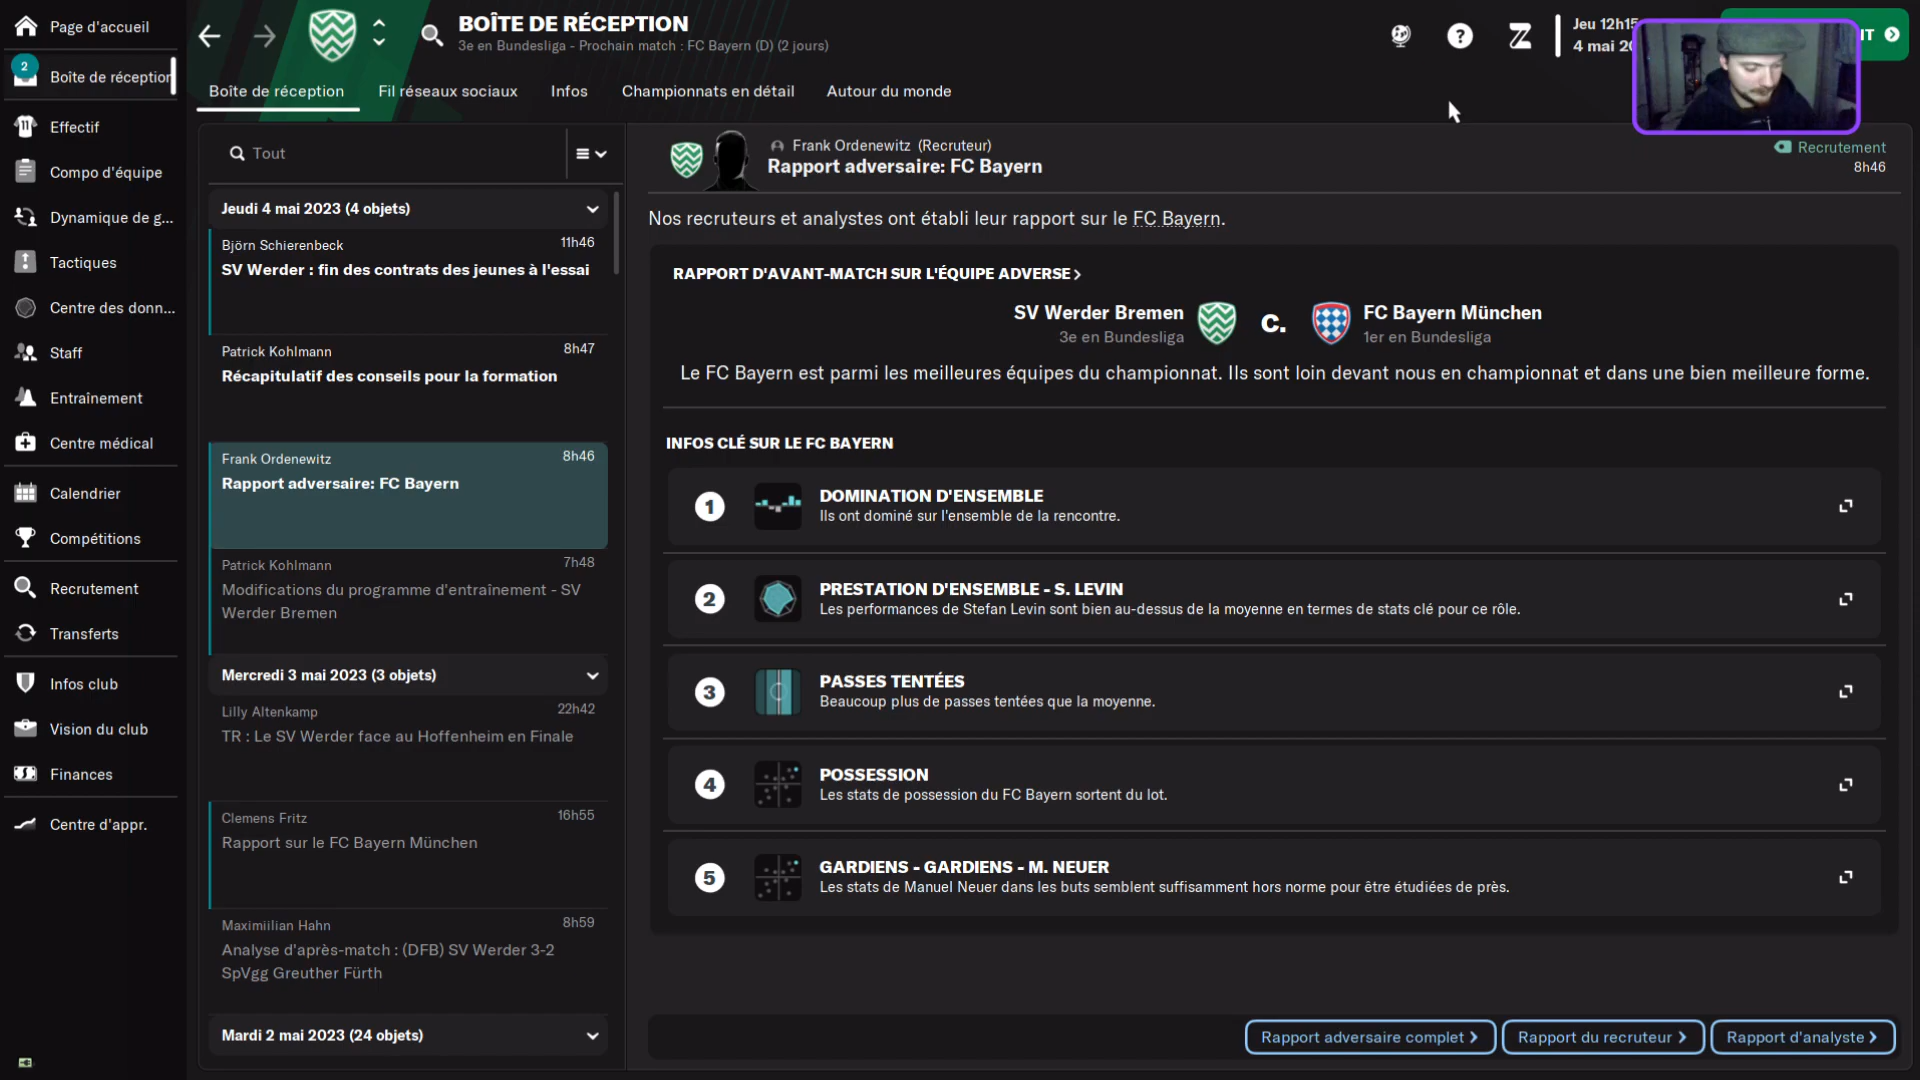 Page d'accueil
2
Boîte de réception
Effectif
Compo d'équipe
Dynamique de g...
Tactiques
Centre des donn...
Staff
Entraînement
Centre médical
Calendrier
Compétitions
Recrutement
Transferts
Infos club
Vision du club
Finances
Centre d'appr.
BOÎTE DE RÉCEPTION
3e en Bundesliga - Prochain match : FC Bayern (D) (2 jours)
Jeu 12h15
4 mai 20
Boîte de réception
Fil réseaux sociaux
Infos
Championnats en détail
Autour du monde
Tout
Jeudi 4 mai 2023 (4 objets)
Björn Schierenbeck 11h46
SV Werder : fin des contrats des jeunes à l'essai
Patrick Kohlmann 8h47
Récapitulatif des conseils pour la formation
Frank Ordenewitz 8h46
Rapport adversaire: FC Bayern
Patrick Kohlmann 7h48
Modifications du programme d'entraînement - SV
Werder Bremen
Mercredi 3 mai 2023 (3 objets)
Lilly Altenkamp 22h42
TR : Le SV Werder face au Hoffenheim en Finale
Clemens Fritz 16h55
Rapport sur le FC Bayern München
Maximiilian Hahn 8h59
Analyse d'après-match : (DFB) SV Werder 3-2
SpVgg Greuther Fürth
Mardi 2 mai 2023 (24 objets)
Frank Ordenewitz (Recruteur)
Rapport adversaire: FC Bayern
Recrutement
8h46
Nos recruteurs et analystes ont établi leur rapport sur le FC Bayern.
RAPPORT D'AVANT-MATCH SUR L'ÉQUIPE ADVERSE >
SV Werder Bremen
3e en Bundesliga
C.
FC Bayern München
1er en Bundesliga
Le FC Bayern est parmi les meilleures équipes du championnat. Ils sont loin devant nous en championnat et dans une bien meilleure forme.
INFOS CLÉ SUR LE FC BAYERN
1
DOMINATION D'ENSEMBLE
Ils ont dominé sur l'ensemble de la rencontre.
2
PRESTATION D'ENSEMBLE - S. LEVIN
Les performances de Stefan Levin sont bien au-dessus de la moyenne en termes de stats clé pour ce rôle.
3
PASSES TENTÉES
Beaucoup plus de passes tentées que la moyenne.
4
POSSESSION
Les stats de possession du FC Bayern sortent du lot.
5
GARDIENS - GARDIENS - M. NEUER
Les stats de Manuel Neuer dans les buts semblent suffisamment hors norme pour être étudiées de près.
Rapport adversaire complet >
Rapport du recruteur >
Rapport d'analyste >